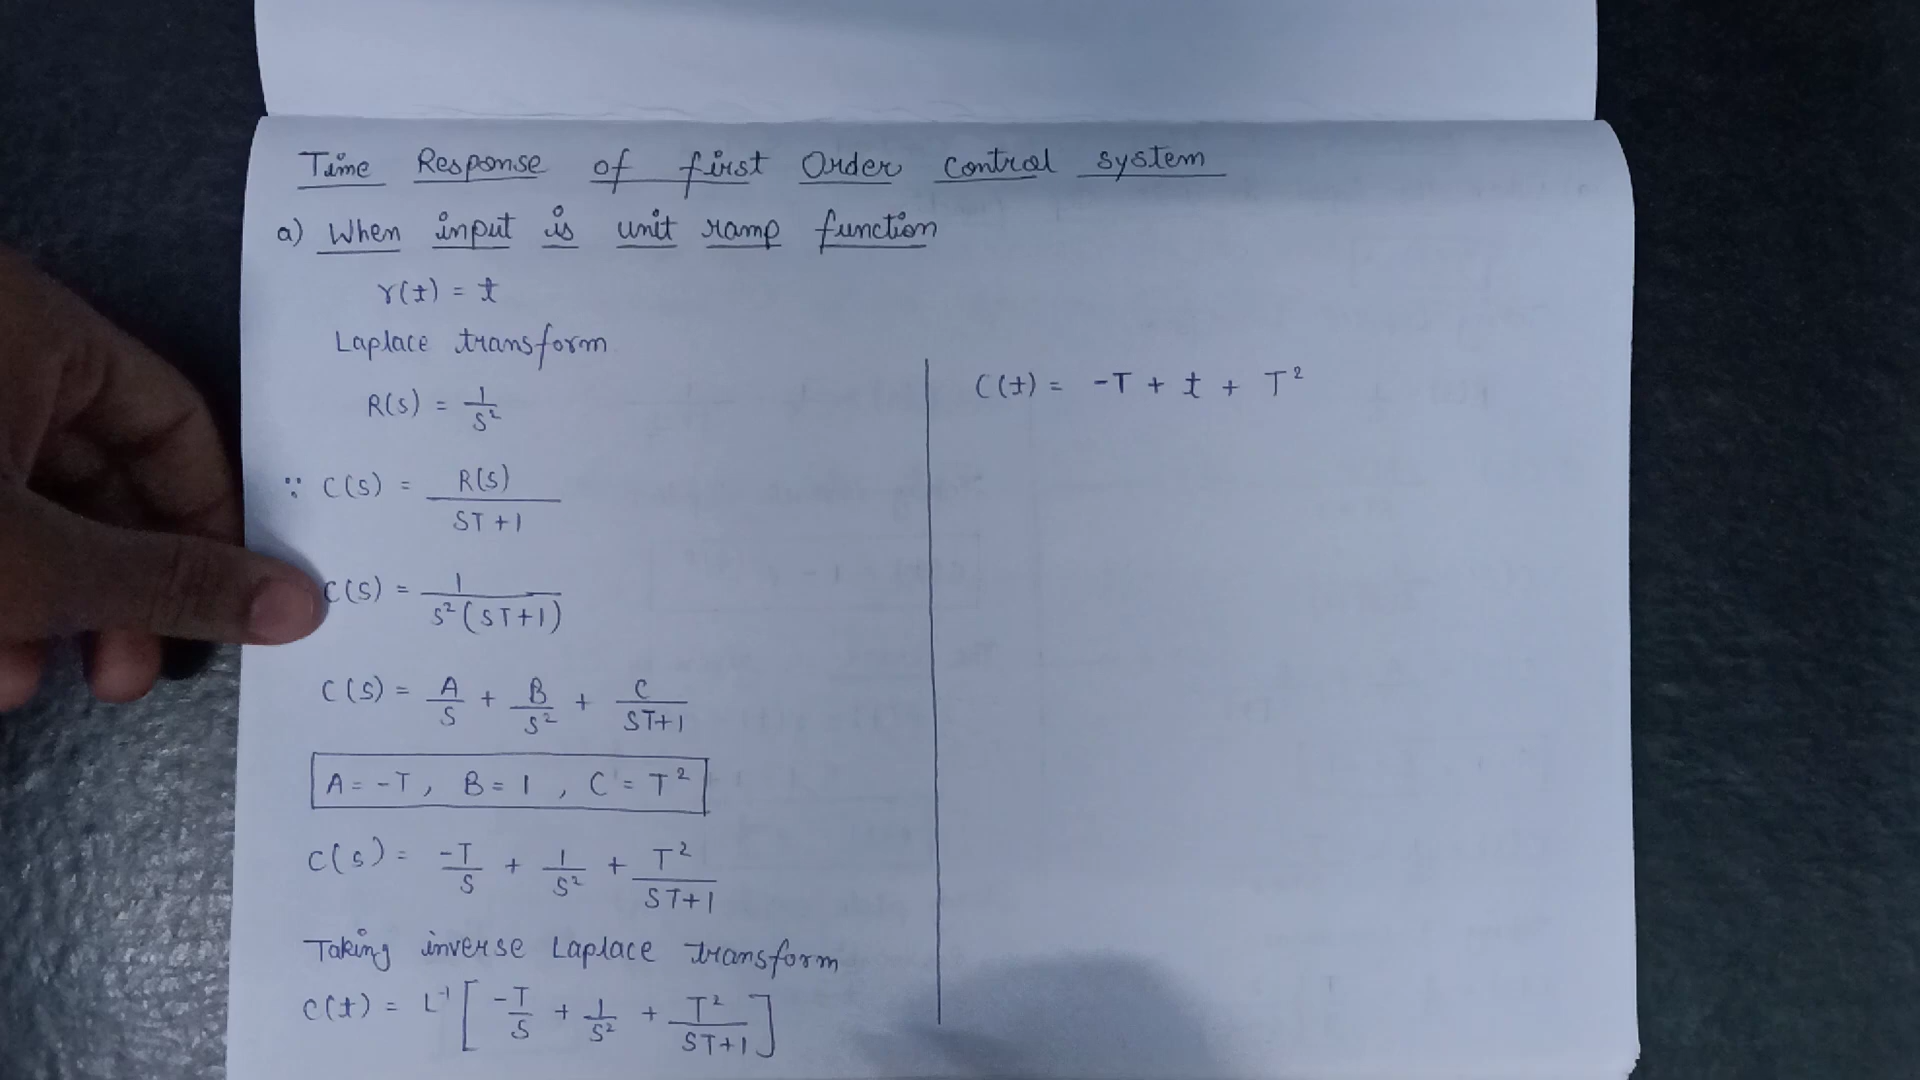 Time Response of first Order control system
a) When input is unit ramp function
r(t) = t
Laplace transform
R(s) = 1/s²
∵ C(s) = R(s)/(sT+1)
C(s) = 1/(s²(sT+1))
C(s) = A/s + B/s² + C/(sT+1)
A = -T, B = 1, C = T²
C(s) = -T/s + 1/s² + T²/(sT+1)
Taking inverse Laplace transform
C(t) = L⁻¹[-T/s + 1/s² + T²/(sT+1)]
C(t) = -T + t + T²